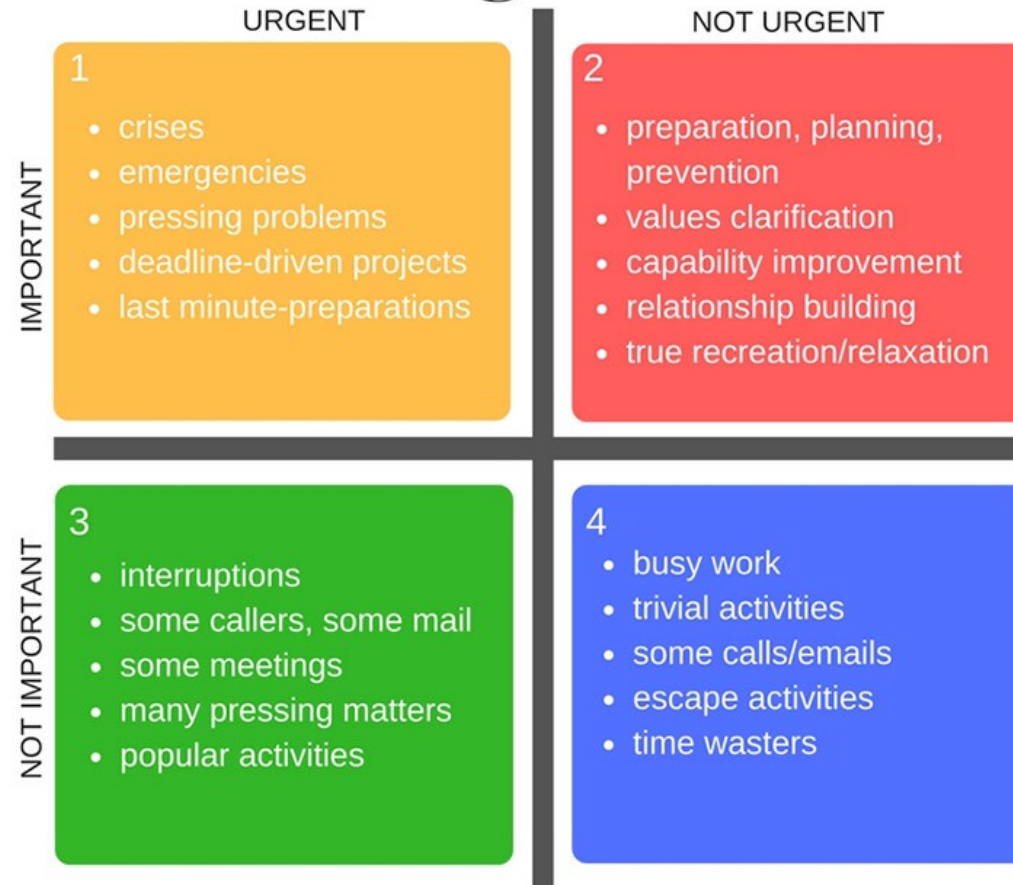 URGENT
NOT URGENT
IMPORTANT
1
• crises
• emergencies
• pressing problems
• deadline-driven projects
• last minute-preparations
2
• preparation, planning,
prevention
• values clarification
• capability improvement
• relationship building
• true recreation/relaxation
NOT IMPORTANT
3
• interruptions
• some callers, some mail
• some meetings
• many pressing matters
• popular activities
4
• busy work
• trivial activities
• some calls/emails
• escape activities
• time wasters